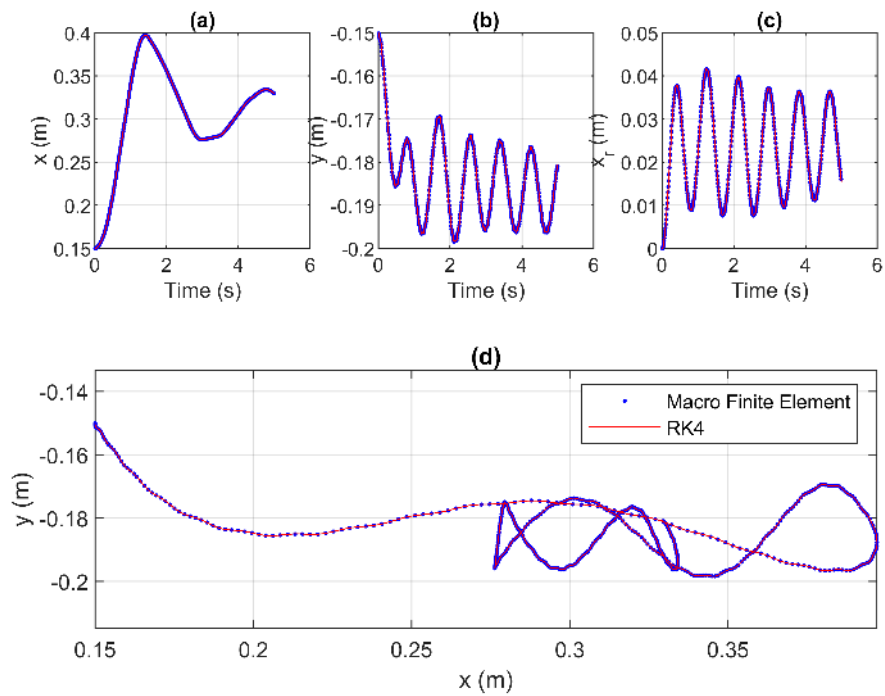 (a) (b) (c)
x (m)
0.4
0.35
0.3
0.25
0.2
0.15
0 2 4 6
Time (s)
y (m)
-0.15
-0.16
-0.17
-0.18
-0.19
-0.2
0 2 4 6
Time (s)
x_r (m)
0.05
0.04
0.03
0.02
0.01
0
0 2 4 6
Time (s)
(d)
y (m)
-0.14
-0.16
-0.18
-0.2
Macro Finite Element
RK4
0.15 0.2 0.25 0.3 0.35
x (m)